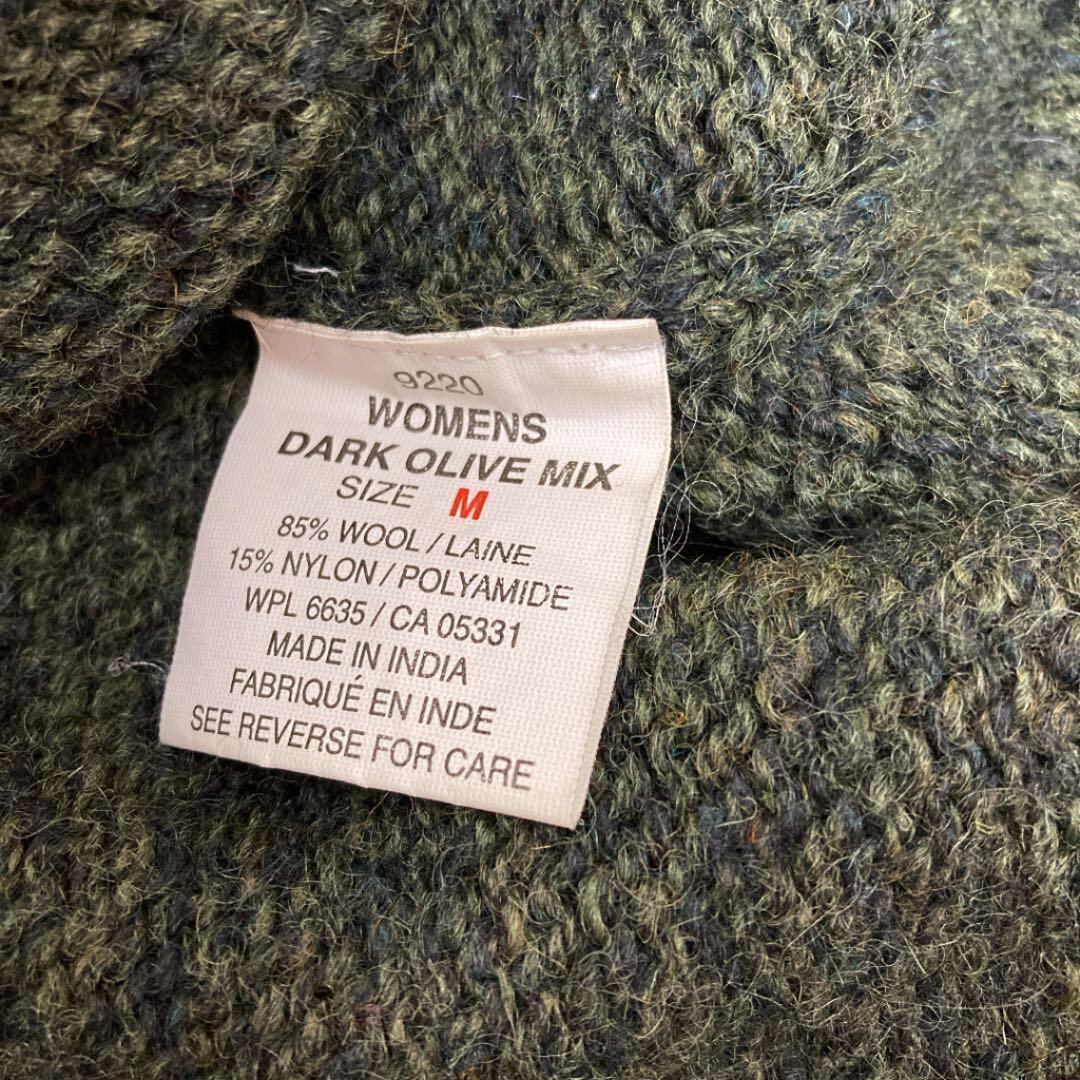 9220
WOMENS
DARK OLIVE MIX
SIZE M
85% WOOL / LAINE
15% NYLON / POLYAMIDE
WPL 6635 / CA 05331
MADE IN INDIA
FABRIQUÉ EN INDE
SEE REVERSE FOR CARE